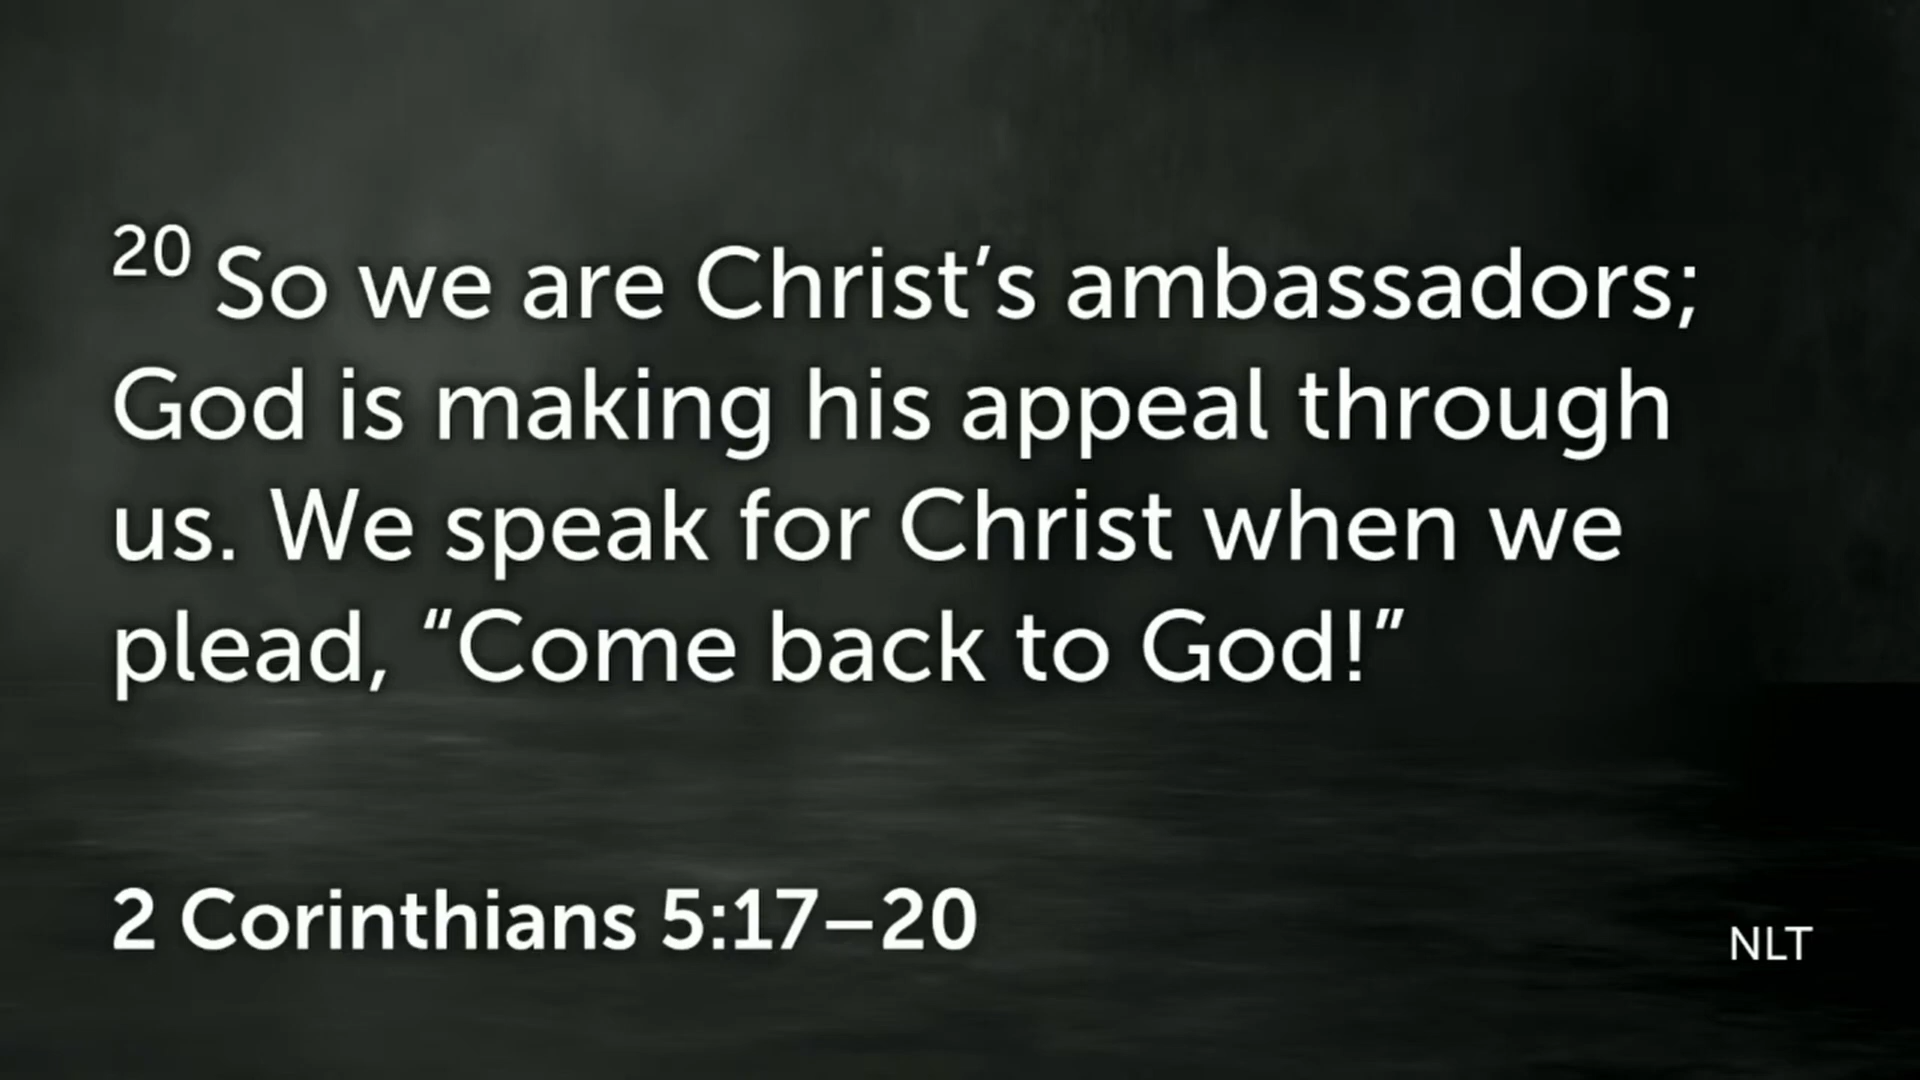 20 So we are Christ’s ambassadors;
God is making his appeal through
us. We speak for Christ when we
plead, “Come back to God!”
2 Corinthians 5:17–20
NLT